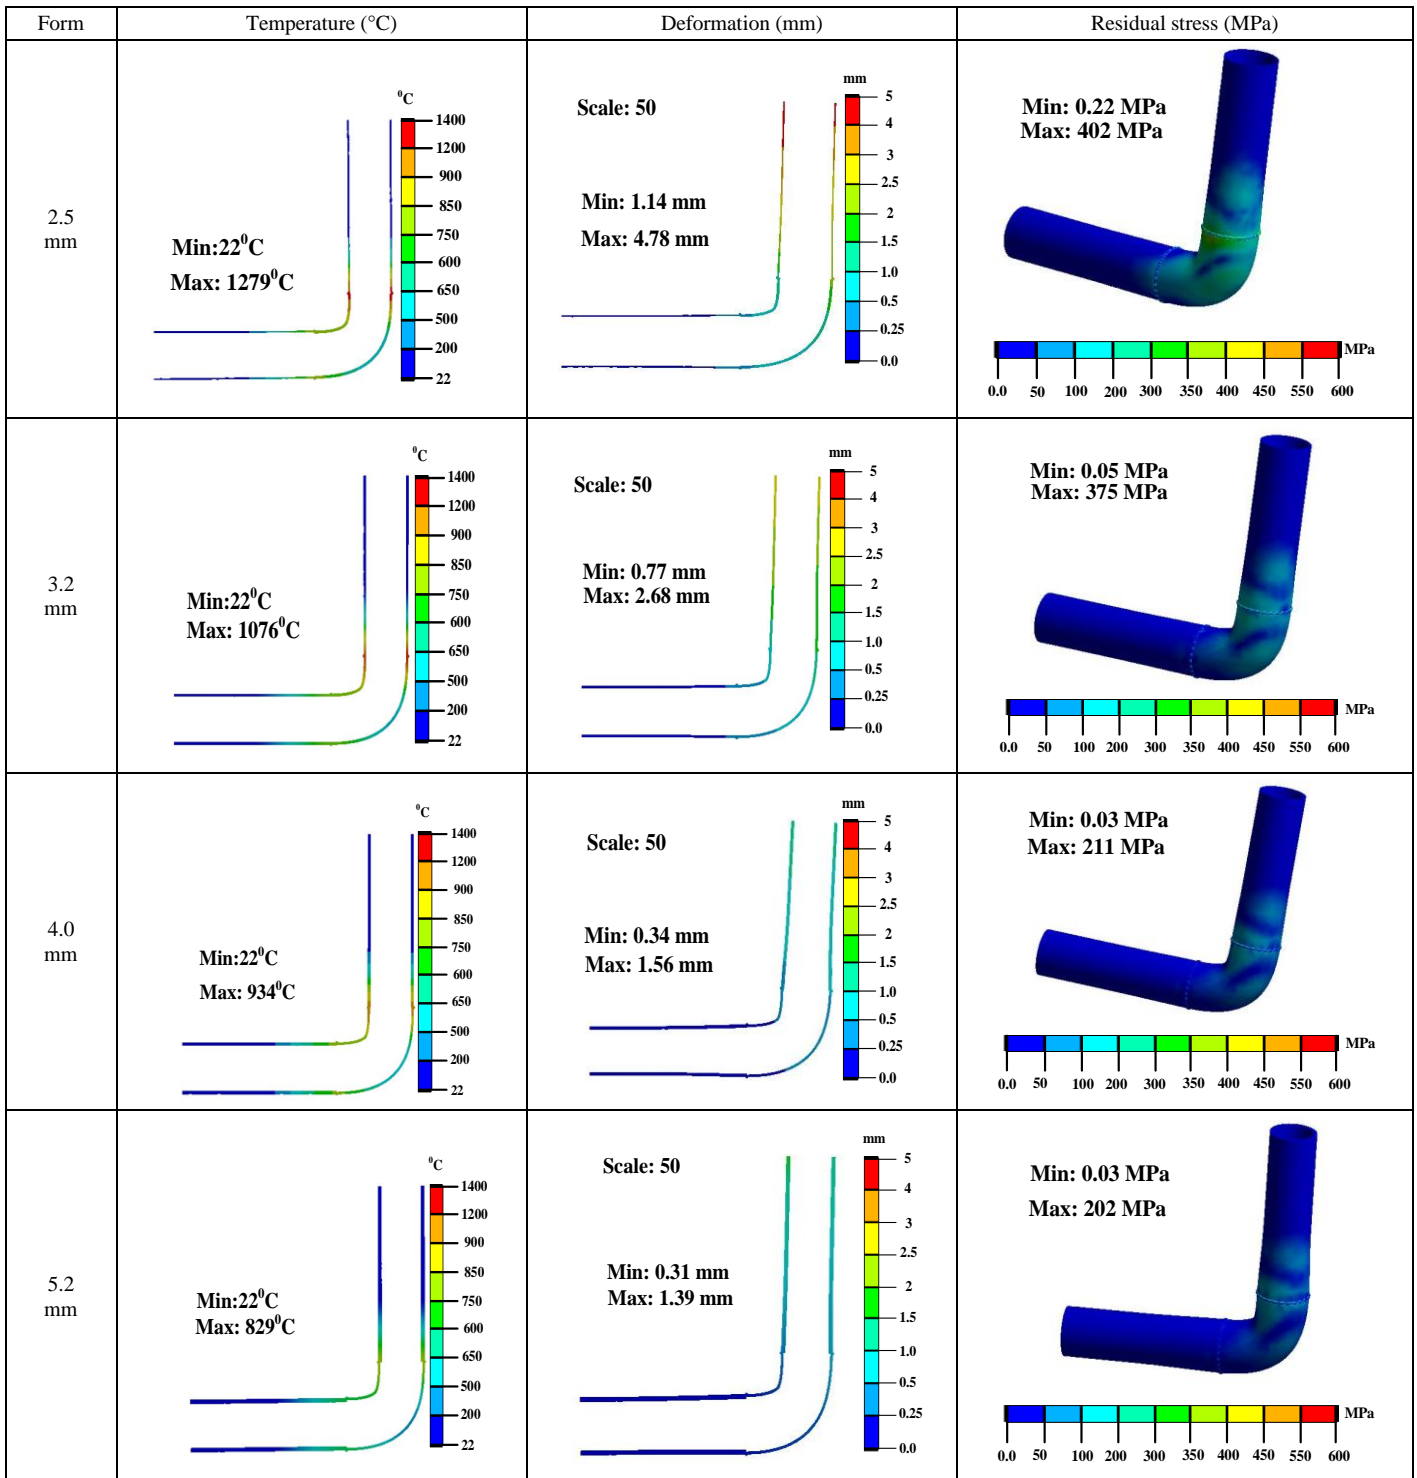 Form
Temperature (°C)
Deformation (mm)
Residual stress (MPa)
2.5
mm
⁰C
1400
1200
900
850
750
600
650
500
200
22
Min:22⁰C
Max: 1279⁰C
Scale: 50
Min: 1.14 mm
Max: 4.78 mm
mm
5
4
3
2.5
2
1.5
1.0
0.5
0.25
0.0
Min: 0.22 MPa
Max: 402 MPa
MPa
0.0 50 100 200 300 350 400 450 550 600
3.2
mm
⁰C
1400
1200
900
850
750
600
650
500
200
22
Min:22⁰C
Max: 1076⁰C
Scale: 50
Min: 0.77 mm
Max: 2.68 mm
mm
5
4
3
2.5
2
1.5
1.0
0.5
0.25
0.0
Min: 0.05 MPa
Max: 375 MPa
MPa
0.0 50 100 200 300 350 400 450 550 600
4.0
mm
⁰C
1400
1200
900
850
750
600
650
500
200
22
Min:22⁰C
Max: 934⁰C
Scale: 50
Min: 0.34 mm
Max: 1.56 mm
mm
5
4
3
2.5
2
1.5
1.0
0.5
0.25
0.0
Min: 0.03 MPa
Max: 211 MPa
MPa
0.0 50 100 200 300 350 400 450 550 600
5.2
mm
⁰C
1400
1200
900
850
750
600
650
500
200
22
Min:22⁰C
Max: 829⁰C
Scale: 50
Min: 0.31 mm
Max: 1.39 mm
mm
5
4
3
2.5
2
1.5
1.0
0.5
0.25
0.0
Min: 0.03 MPa
Max: 202 MPa
MPa
0.0 50 100 200 300 350 400 450 550 600